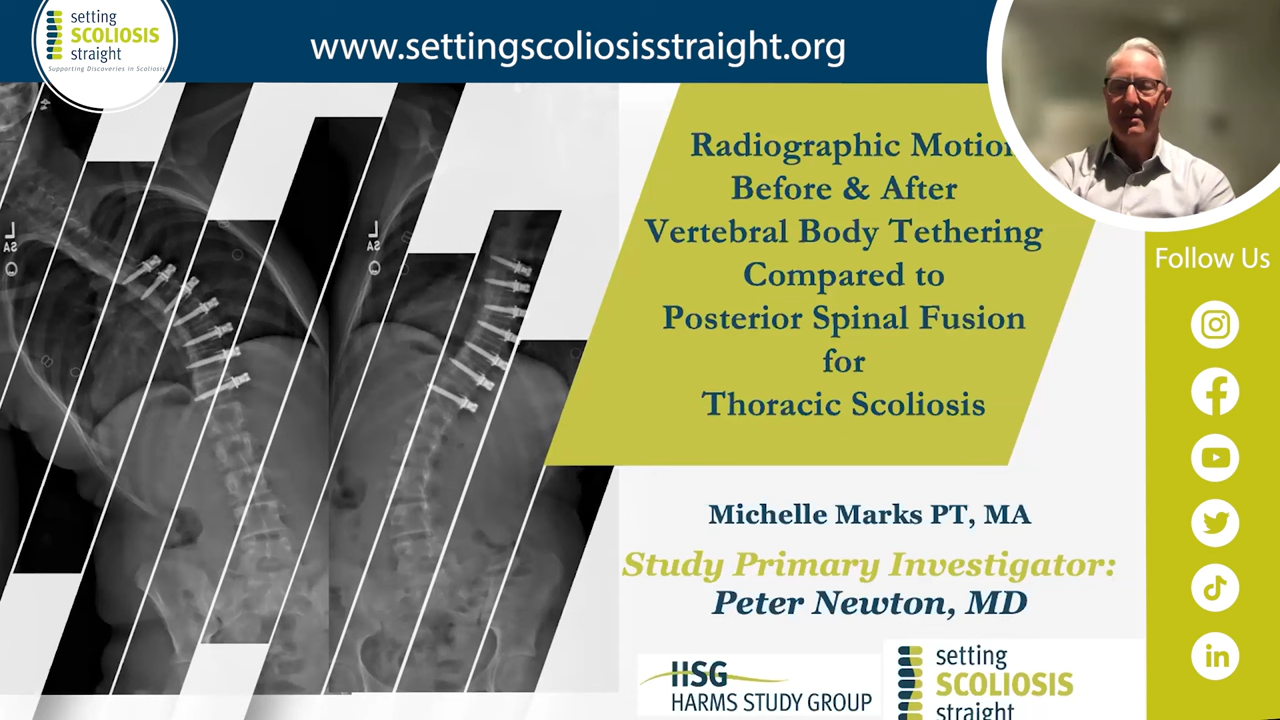 setting
SCOLIOSIS
straight
Supporting Discoveries in Scoliosis
www.settingscoliosisstraight.org
Radiographic Motion
Before & After
Vertebral Body Tethering
Compared to
Posterior Spinal Fusion
for
Thoracic Scoliosis
Michelle Marks PT, MA
Study Primary Investigator:
Peter Newton, MD
HSG
HARMS STUDY GROUP
setting
SCOLIOSIS
straight
Follow Us
L
L